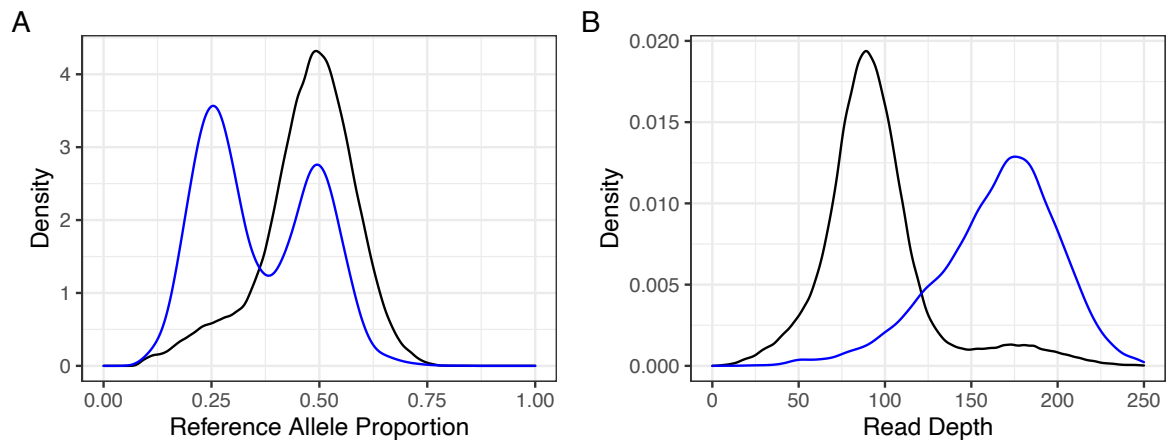 A
Density
4
3
2
1
0
0.00 0.25 0.50 0.75 1.00
Reference Allele Proportion
B
Density
0.020
0.015
0.010
0.005
0.000
0 50 100 150 200 250
Read Depth